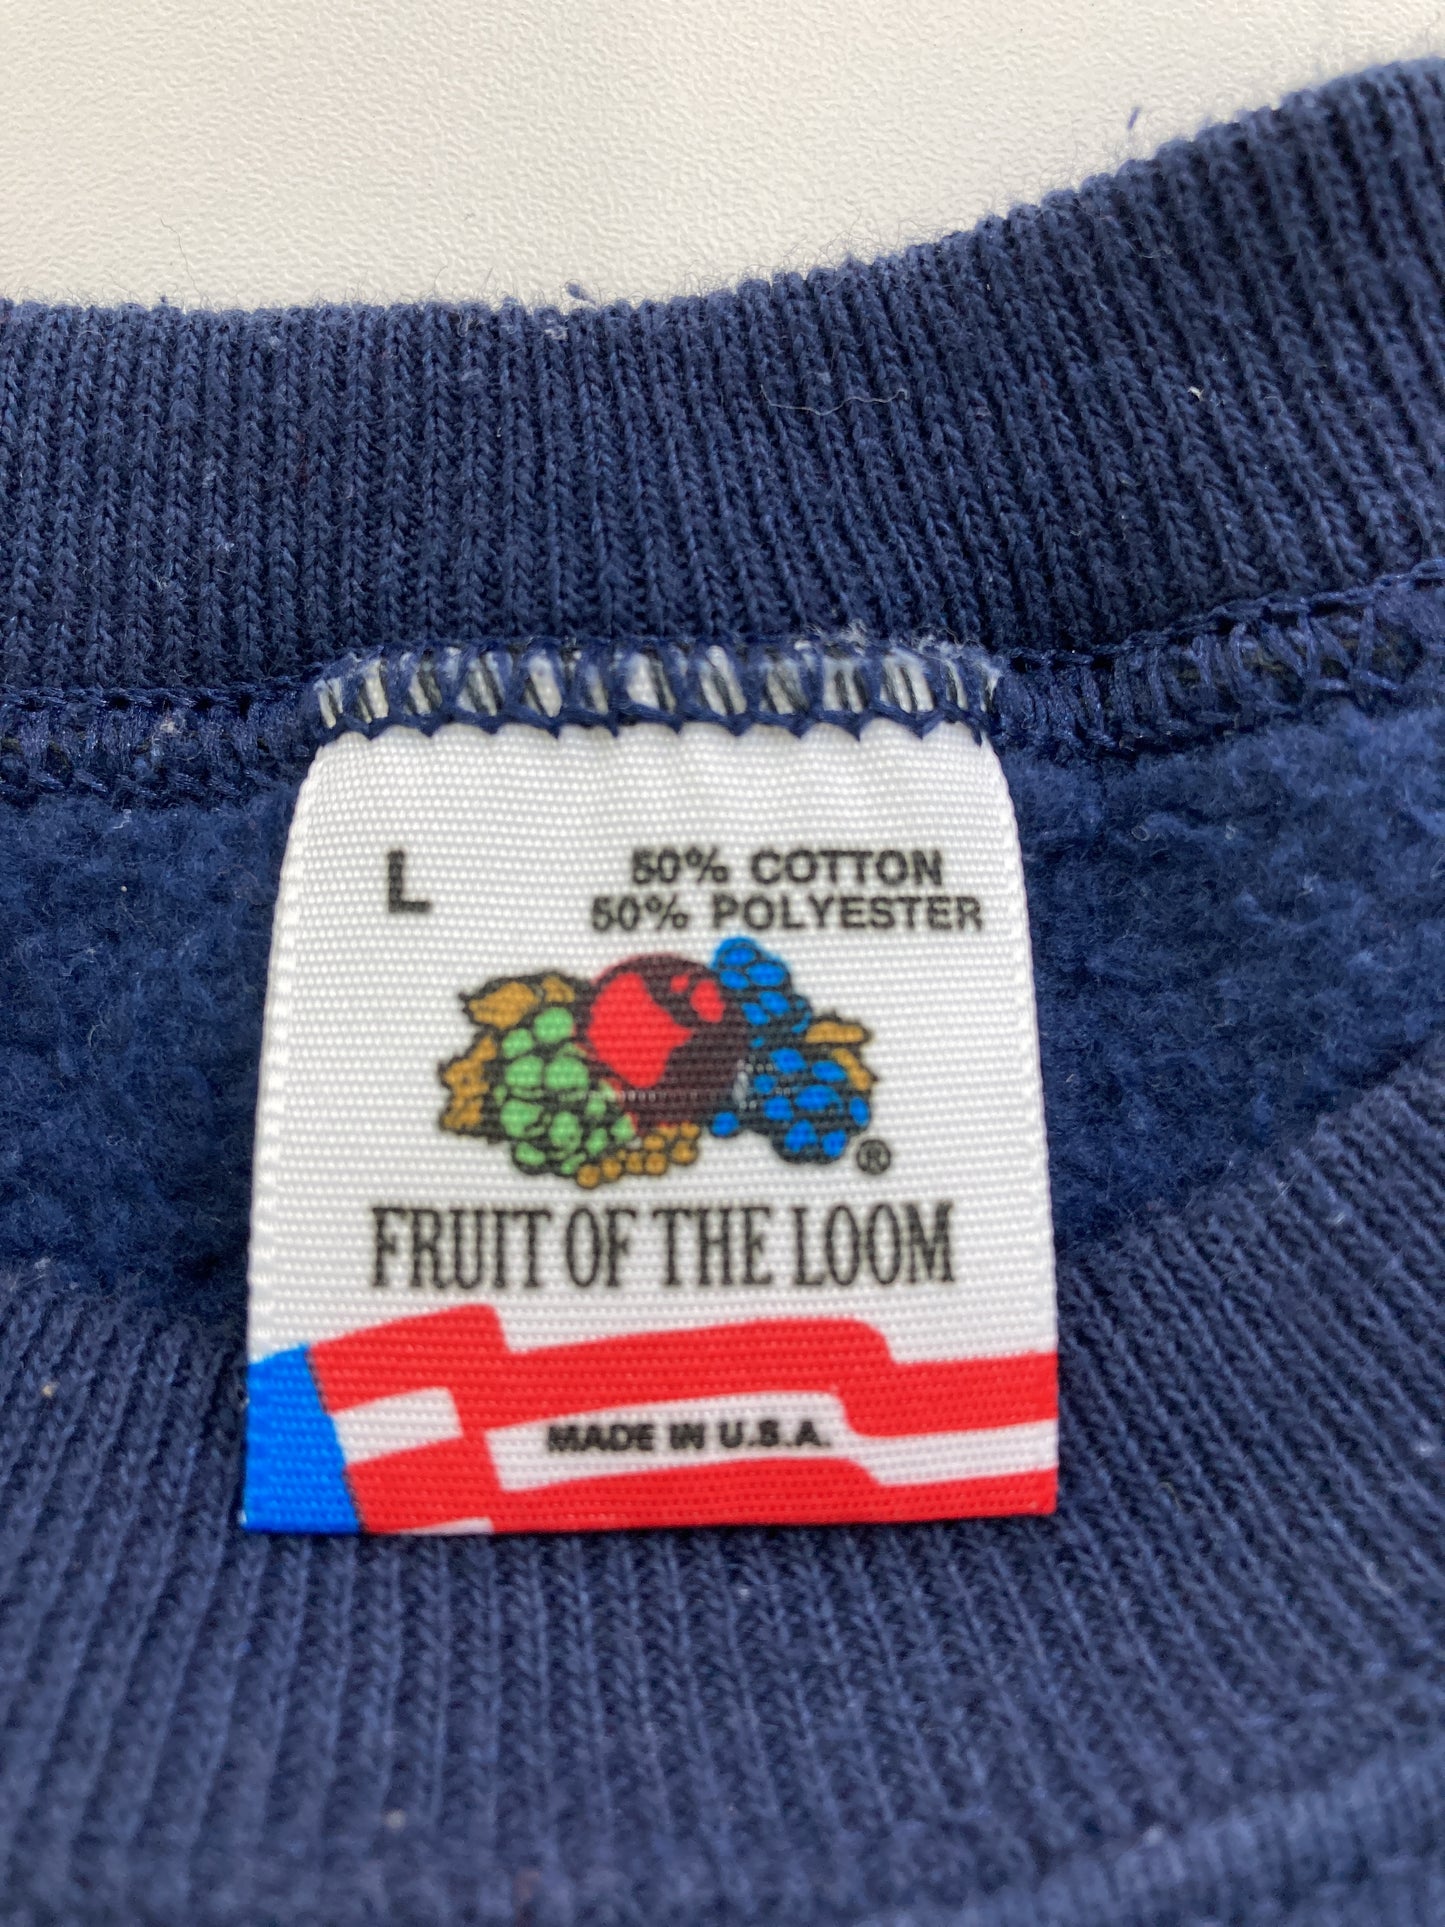 L
50% COTTON
50% POLYESTER
®
FRUIT OF THE LOOM
MADE IN U.S.A.